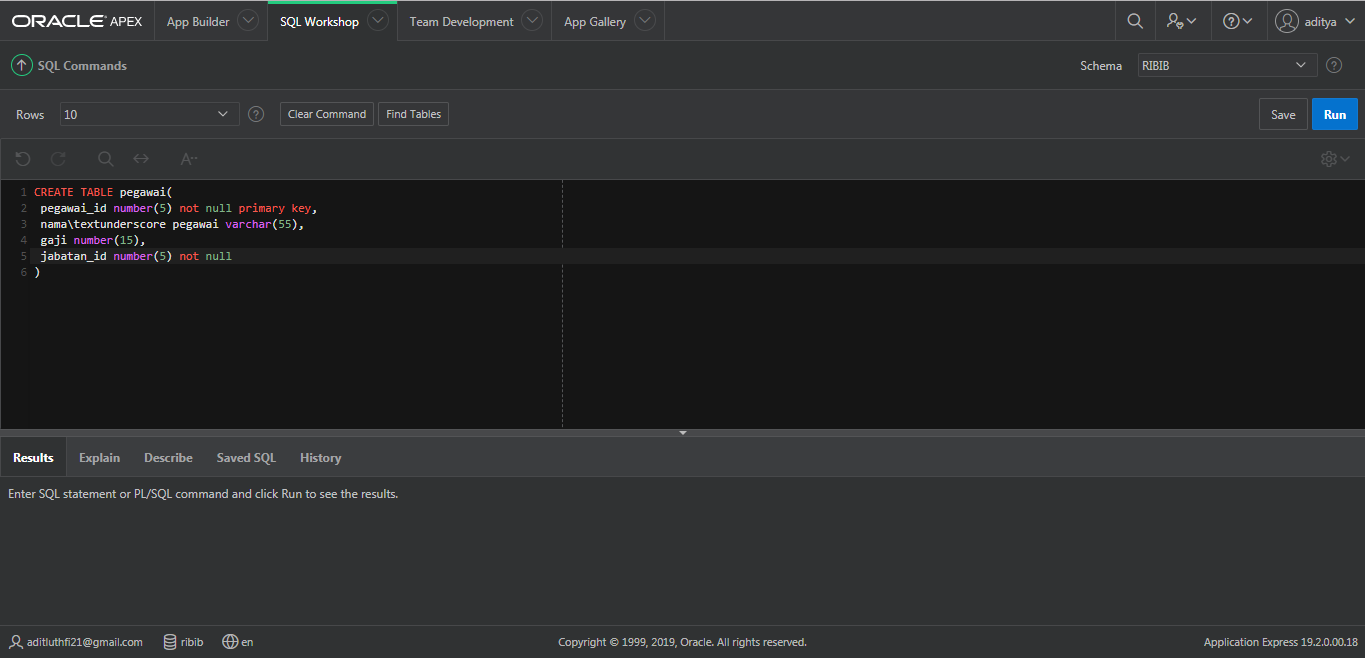 ORACLE APEX App Builder SQL Workshop Team Development App Gallery aditya
SQL Commands Schema RIBIB ?
Rows 10 ? Clear Command Find Tables Save Run
A··
1 CREATE TABLE pegawai(
2 pegawai_id number(5) not null primary key,
3 nama\textunderscore pegawai varchar(55),
4 gaji number(15),
5 jabatan_id number(5) not null
6 )
Results Explain Describe Saved SQL History
Enter SQL statement or PL/SQL command and click Run to see the results.
aditluthfi21@gmail.com ribib en Copyright © 1999, 2019, Oracle. All rights reserved. Application Express 19.2.0.00.18